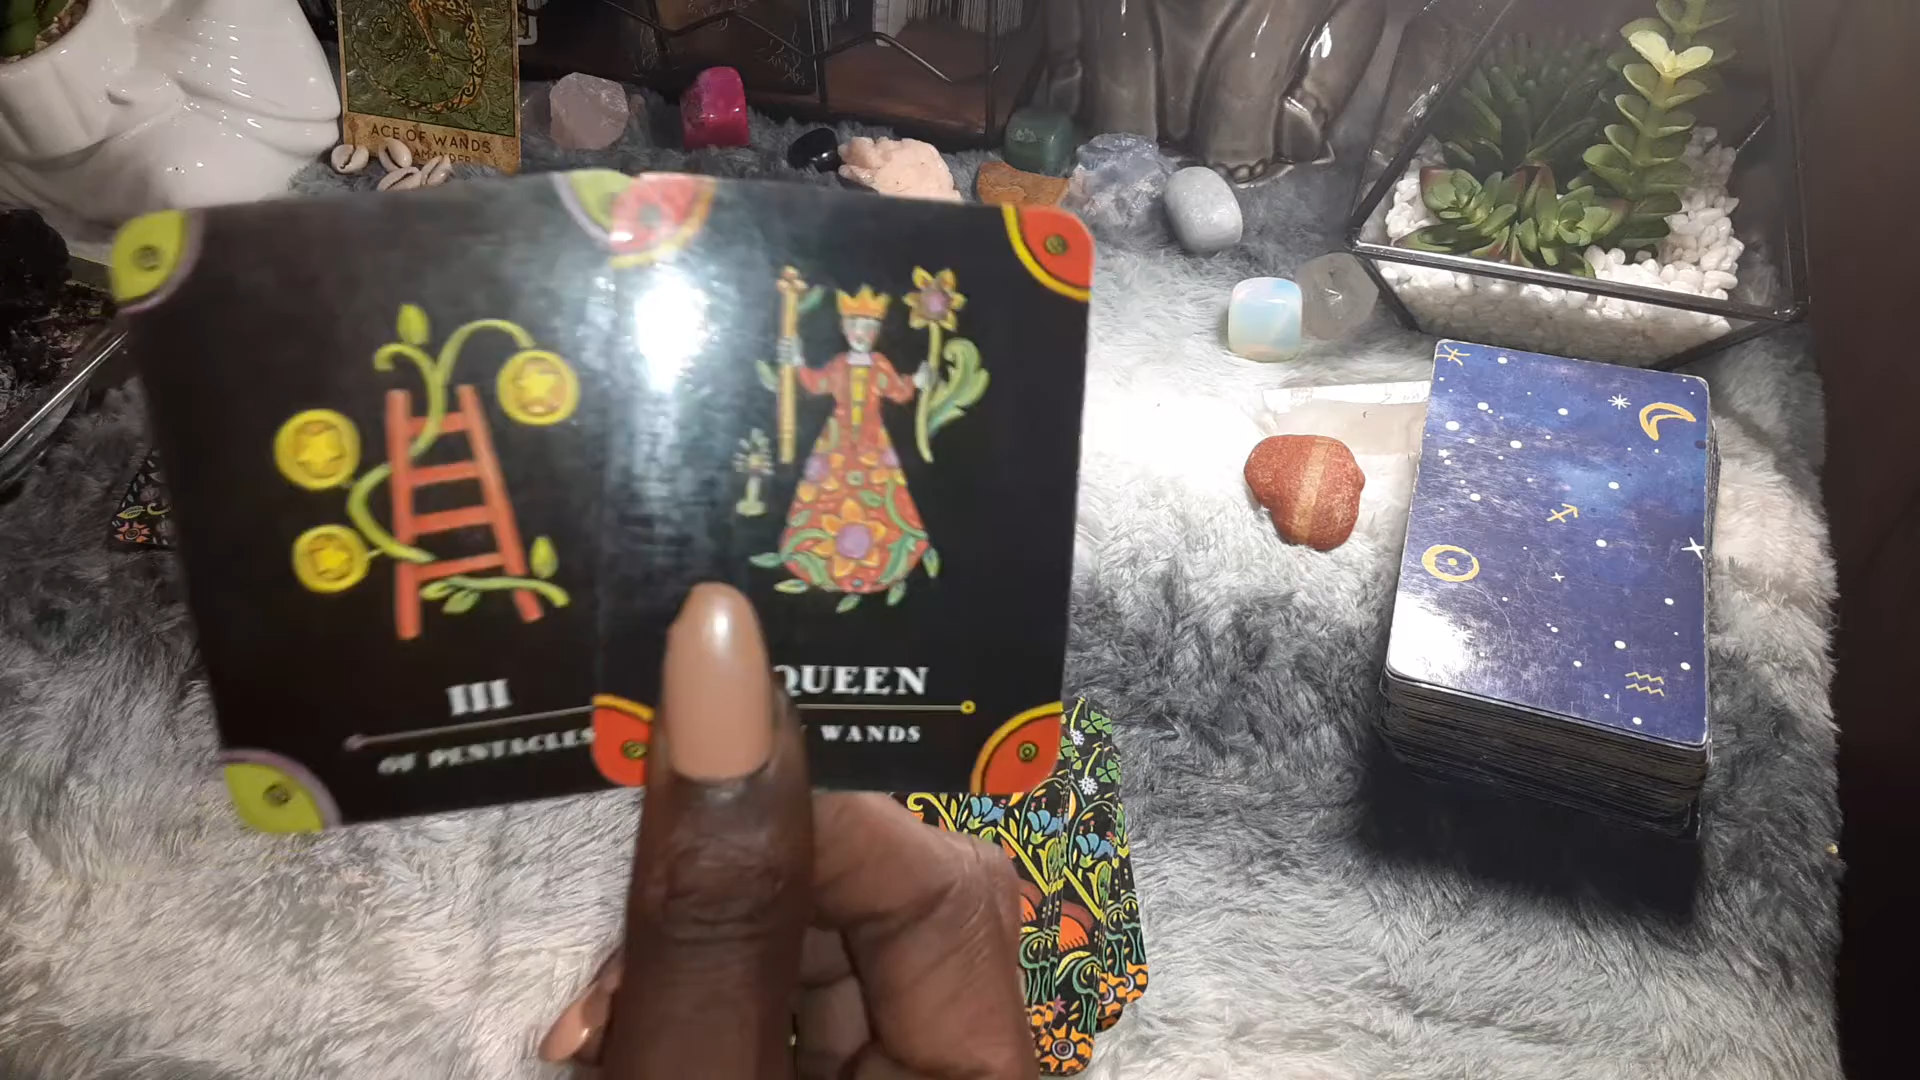 ACE OF WANDS
III
OF PENTACLES
QUEEN
WANDS